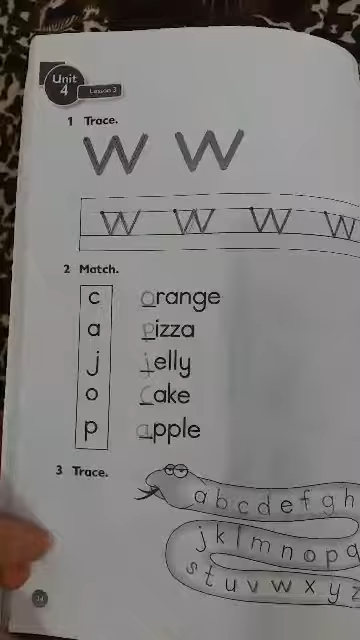 Unit
4
Lesson 3
1 Trace.
W W
W W W W
2 Match.
c orange
a pizza
j jelly
o cake
p apple
3 Trace.
a b c d e f g h
j k l m n o p q
s t u v w x y z